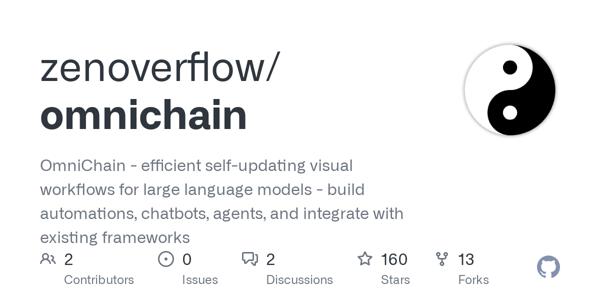 zenoverflow/
omnichain
OmniChain - efficient self-updating visual
workflows for large language models - build
automations, chatbots, agents, and integrate with
existing frameworks
2 0 2 160 13
Contributors Issues Discussions Stars Forks